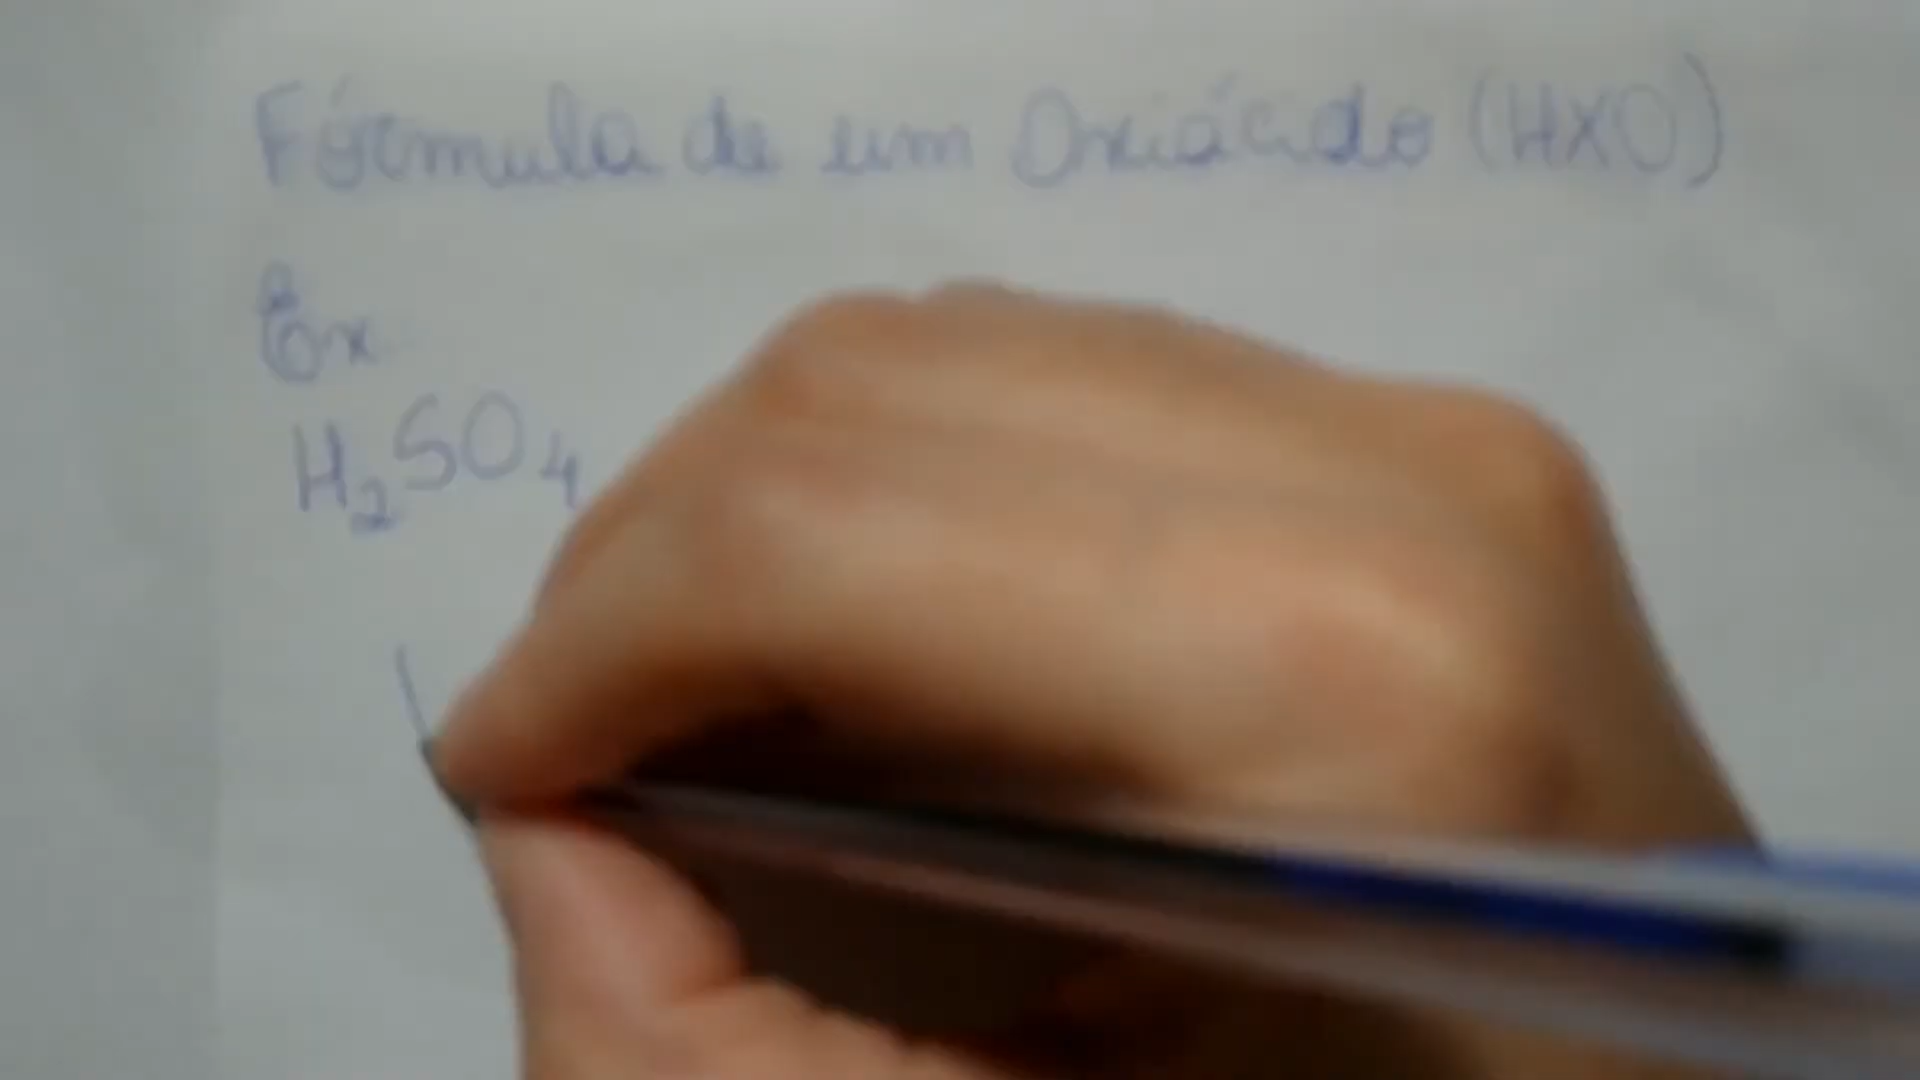 Fórmula de um Oxiácido (HXO)
Ex
H₂SO₄